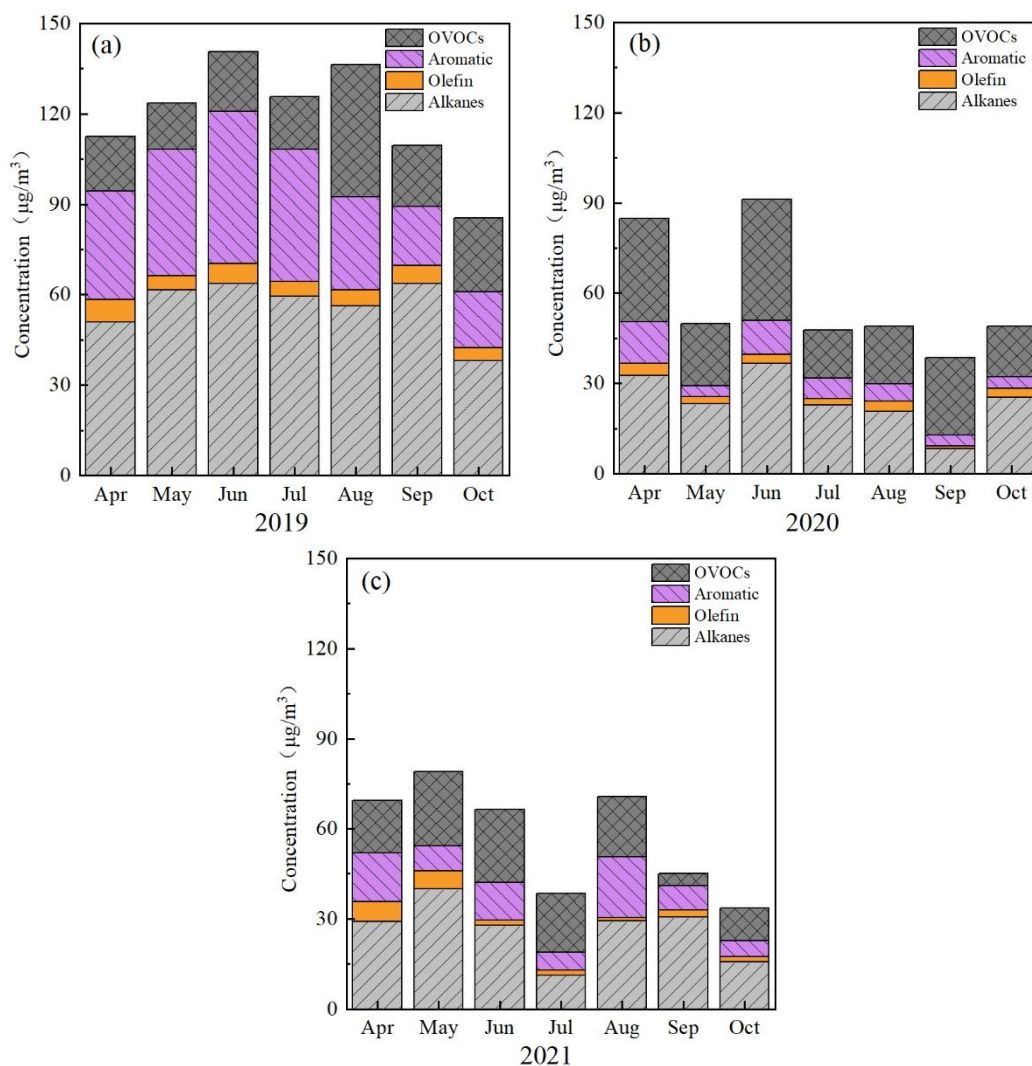 (a)
OVOCs
Aromatic
Olefin
Alkanes
Concentration（μg/m³）
150
120
90
60
30
0
Apr May Jun Jul Aug Sep Oct
2019
(b)
OVOCs
Aromatic
Olefin
Alkanes
Concentration（μg/m³）
150
120
90
60
30
0
Apr May Jun Jul Aug Sep Oct
2020
(c)
OVOCs
Aromatic
Olefin
Alkanes
Concentration（μg/m³）
150
120
90
60
30
0
Apr May Jun Jul Aug Sep Oct
2021